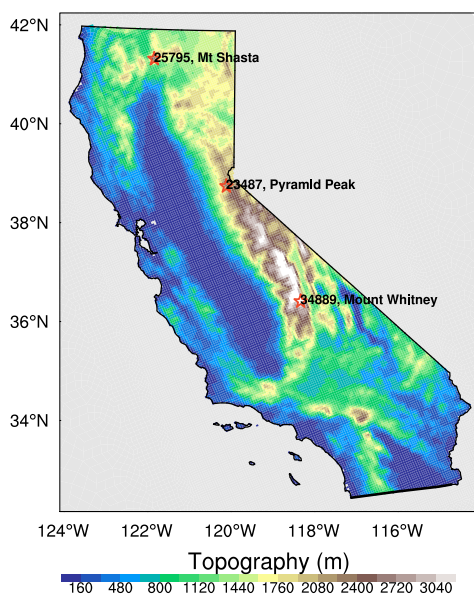 42°N
25795, Mt Shasta
40°N
23487, Pyramid Peak
38°N
34889, Mount Whitney
36°N
34°N
124°W 122°W 120°W 118°W 116°W
Topography (m)
160 480 800 1120 1440 1760 2080 2400 2720 3040